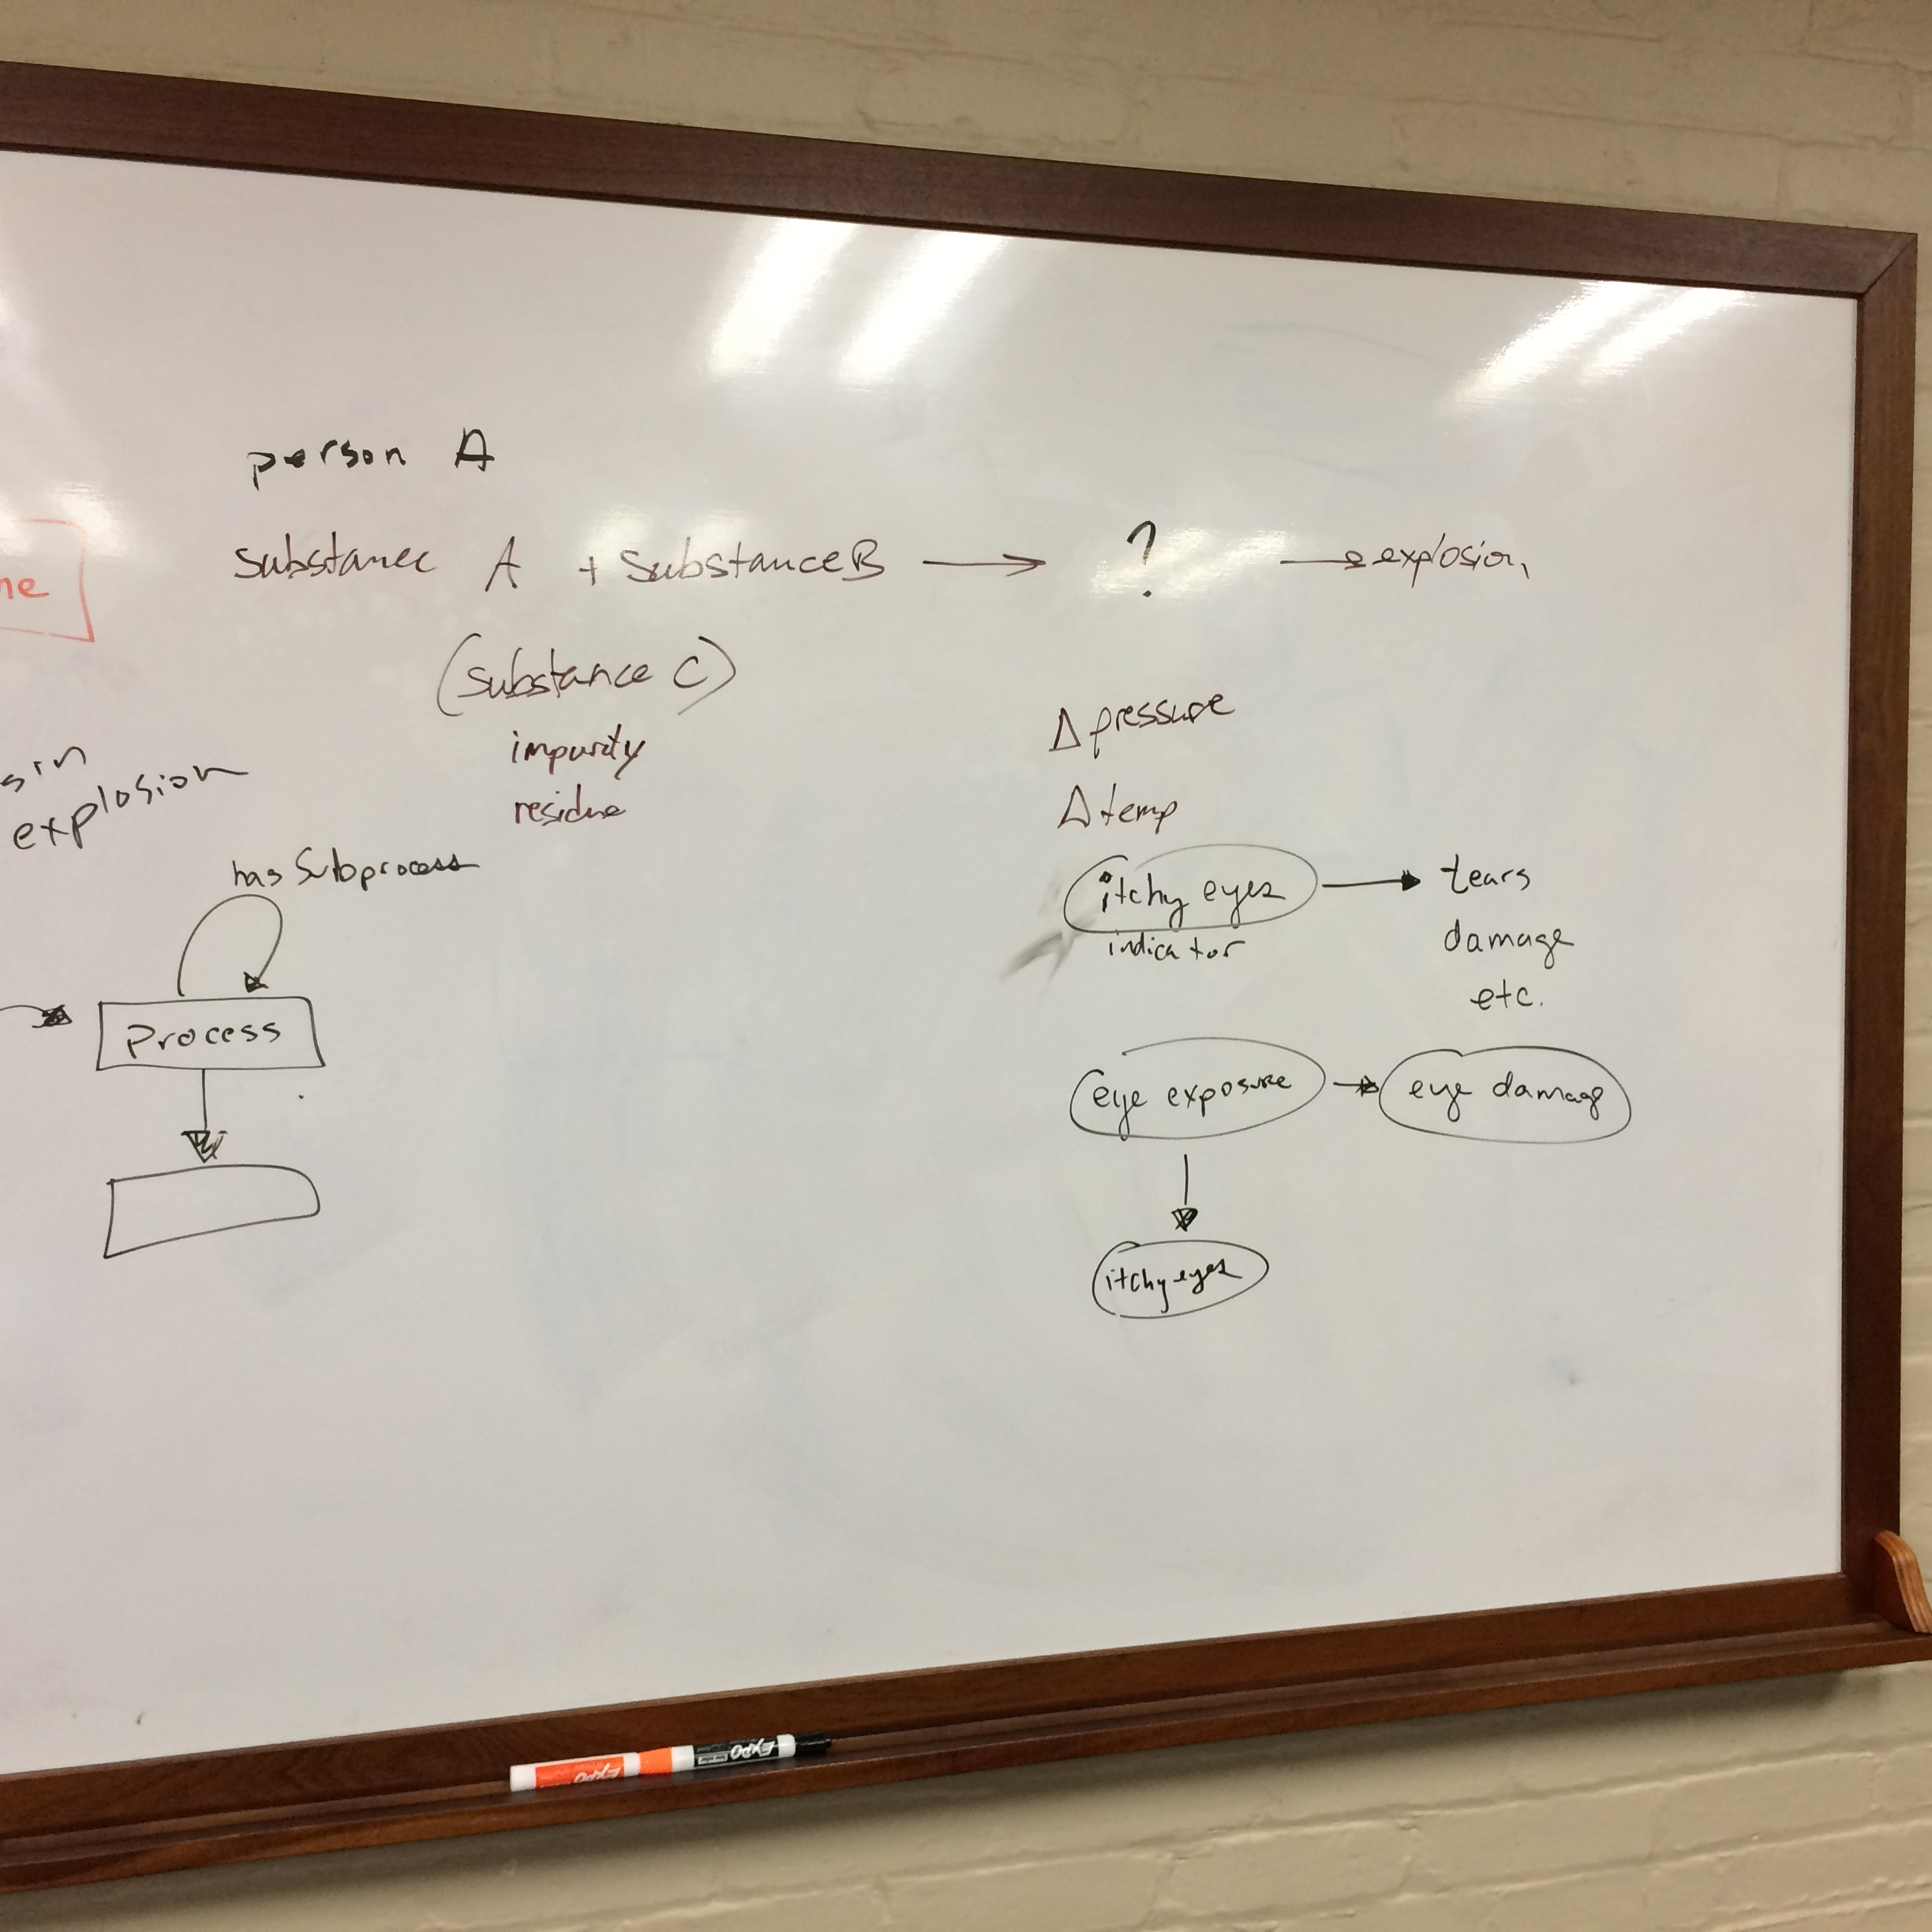 person A
substance A + substance B → ? → explosion
ne
(substance C)
impurity
residue
Δ pressure
Δ temp
explosion
has Subprocess
itchy eyes → tears
indicator
damage
etc.
Process
eye exposure → eye damage
itchy eyes
EXPO
EXPO